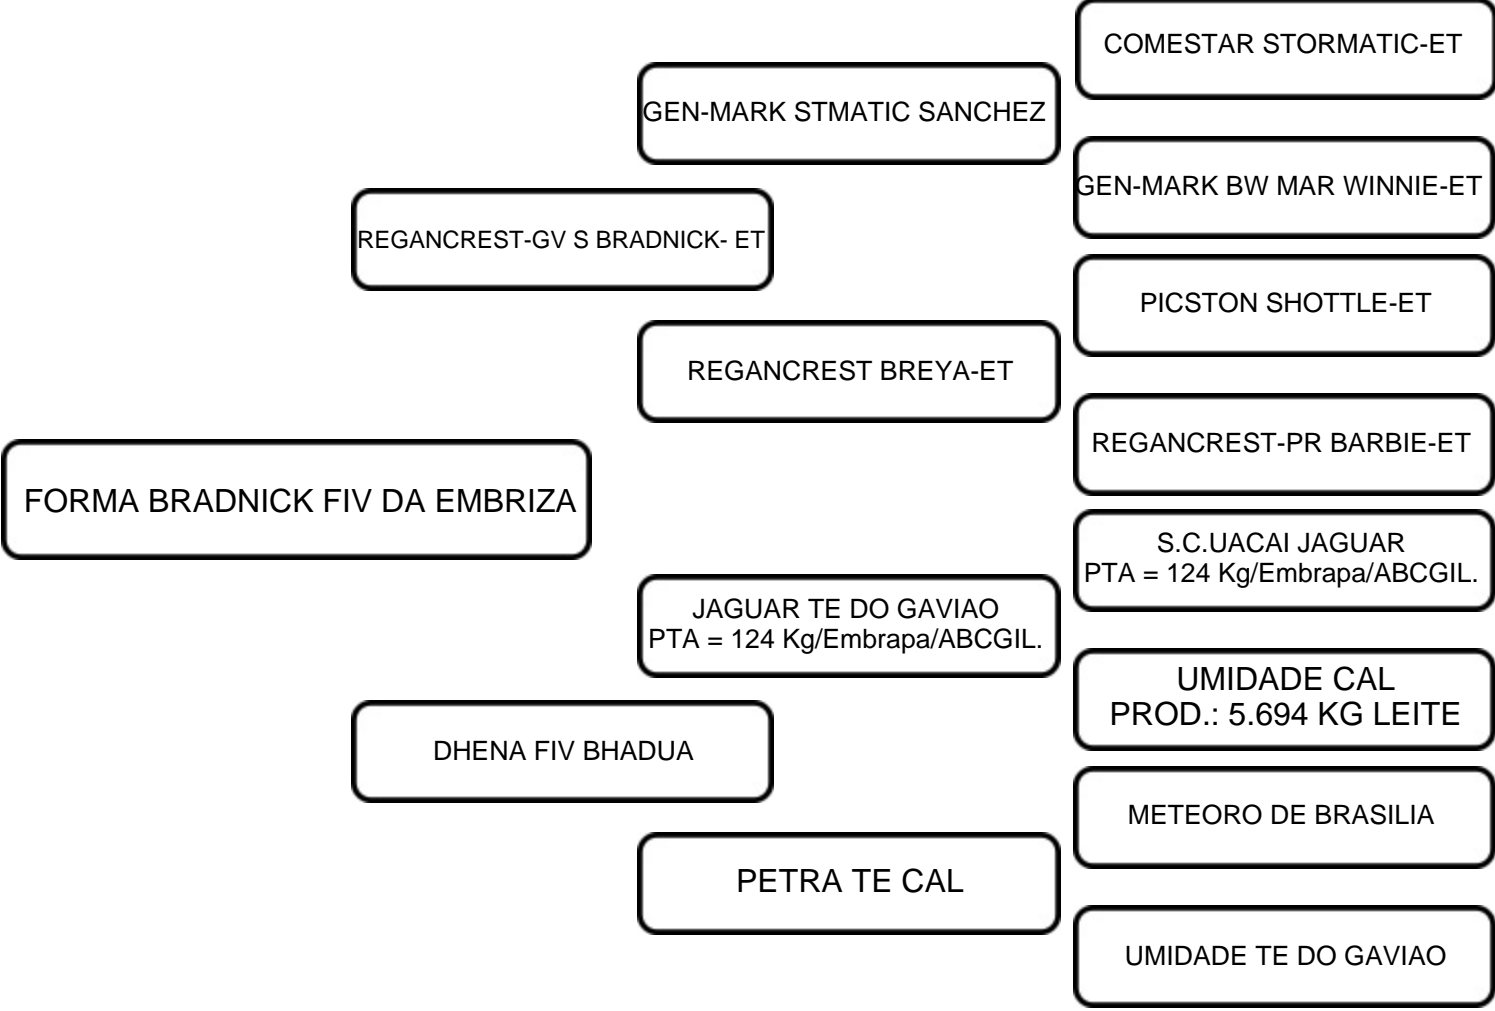 COMESTAR STORMATIC-ET
GEN-MARK STMATIC SANCHEZ
GEN-MARK BW MAR WINNIE-ET
REGANCREST-GV S BRADNICK- ET
PICSTON SHOTTLE-ET
REGANCREST BREYA-ET
REGANCREST-PR BARBIE-ET
FORMA BRADNICK FIV DA EMBRIZA
S.C.UACAI JAGUAR
PTA = 124 Kg/Embrapa/ABCGIL.
JAGUAR TE DO GAVIAO
PTA = 124 Kg/Embrapa/ABCGIL.
UMIDADE CAL
PROD.: 5.694 KG LEITE
DHENA FIV BHADUA
METEORO DE BRASILIA
PETRA TE CAL
UMIDADE TE DO GAVIAO